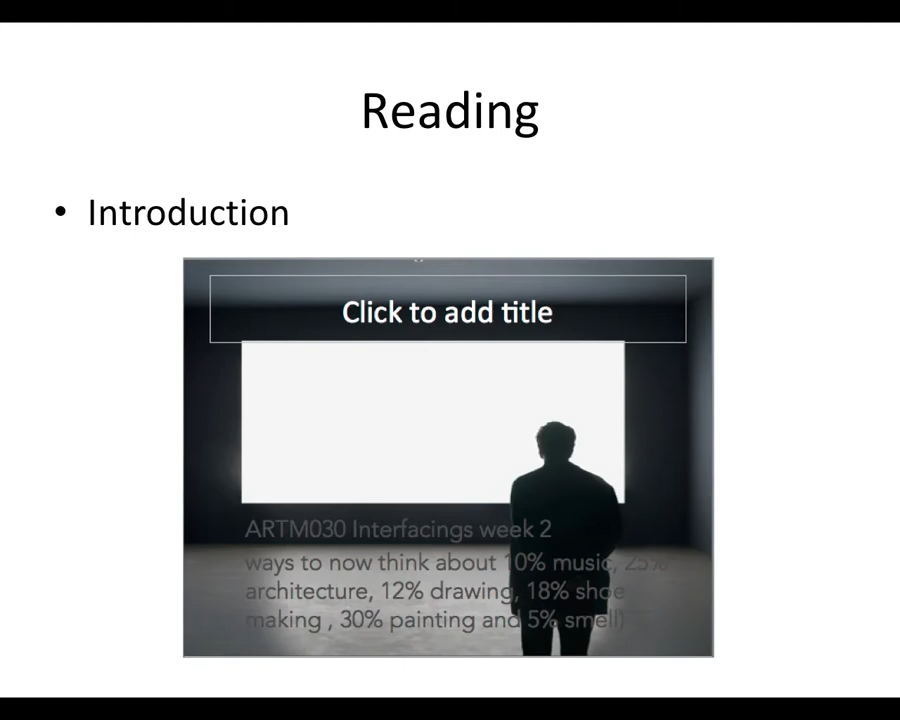 Reading
• Introduction
Click to add title
ARTM030 Interfacings week 2
ways to now think about 10% music, 25%
architecture, 12% drawing, 18% shoe
making , 30% painting and 5% smell)